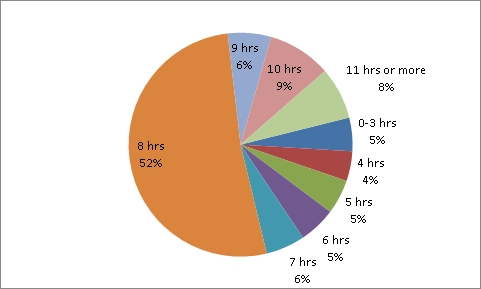 9 hrs
6%
10 hrs
9%
11 hrs or more
8%
0-3 hrs
5%
4 hrs
4%
5 hrs
5%
6 hrs
5%
7 hrs
6%
8 hrs
52%